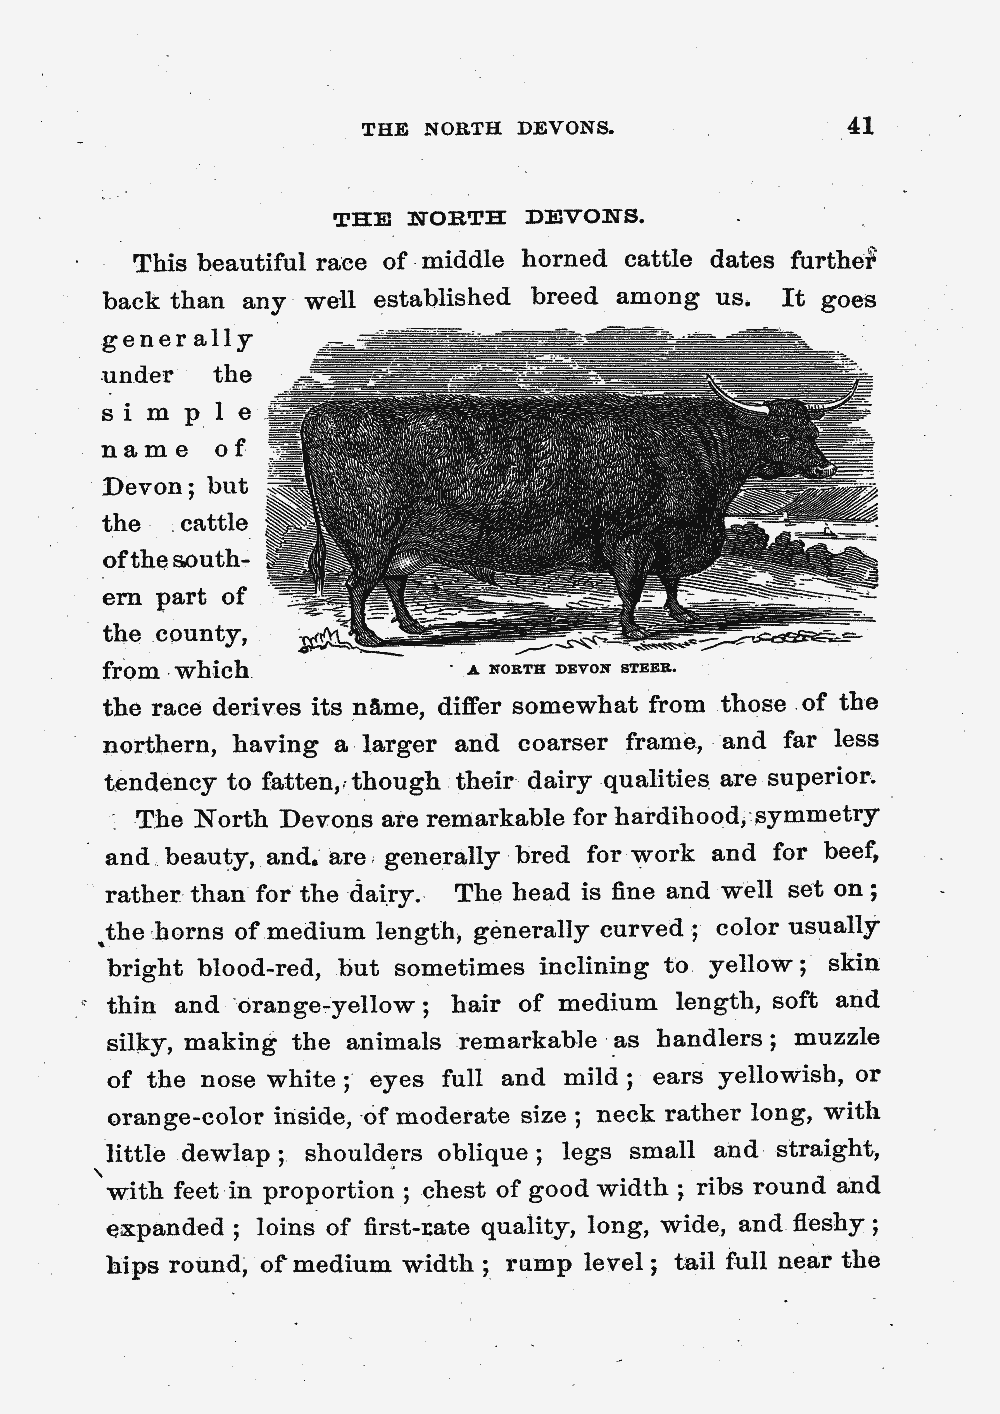 THE NORTH DEVONS. 41
THE NORTH DEVONS.
This beautiful race of middle horned cattle dates further
back than any well established breed among us. It goes
generally
under the
simple
name of
Devon; but
the cattle
of the south-
ern part of
the county,
from which
A NORTH DEVON STEER.
the race derives its name, differ somewhat from those of the
northern, having a larger and coarser frame, and far less
tendency to fatten, though their dairy qualities are superior.
The North Devons are remarkable for hardihood, symmetry
and beauty, and are generally bred for work and for beef,
rather than for the dairy. The head is fine and well set on;
the horns of medium length, generally curved; color usually
bright blood-red, but sometimes inclining to yellow; skin
thin and orange-yellow; hair of medium length, soft and
silky, making the animals remarkable as handlers; muzzle
of the nose white; eyes full and mild; ears yellowish, or
orange-color inside, of moderate size; neck rather long, with
little dewlap; shoulders oblique; legs small and straight,
with feet in proportion; chest of good width; ribs round and
expanded; loins of first-rate quality, long, wide, and fleshy;
hips round, of medium width; rump level; tail full near the